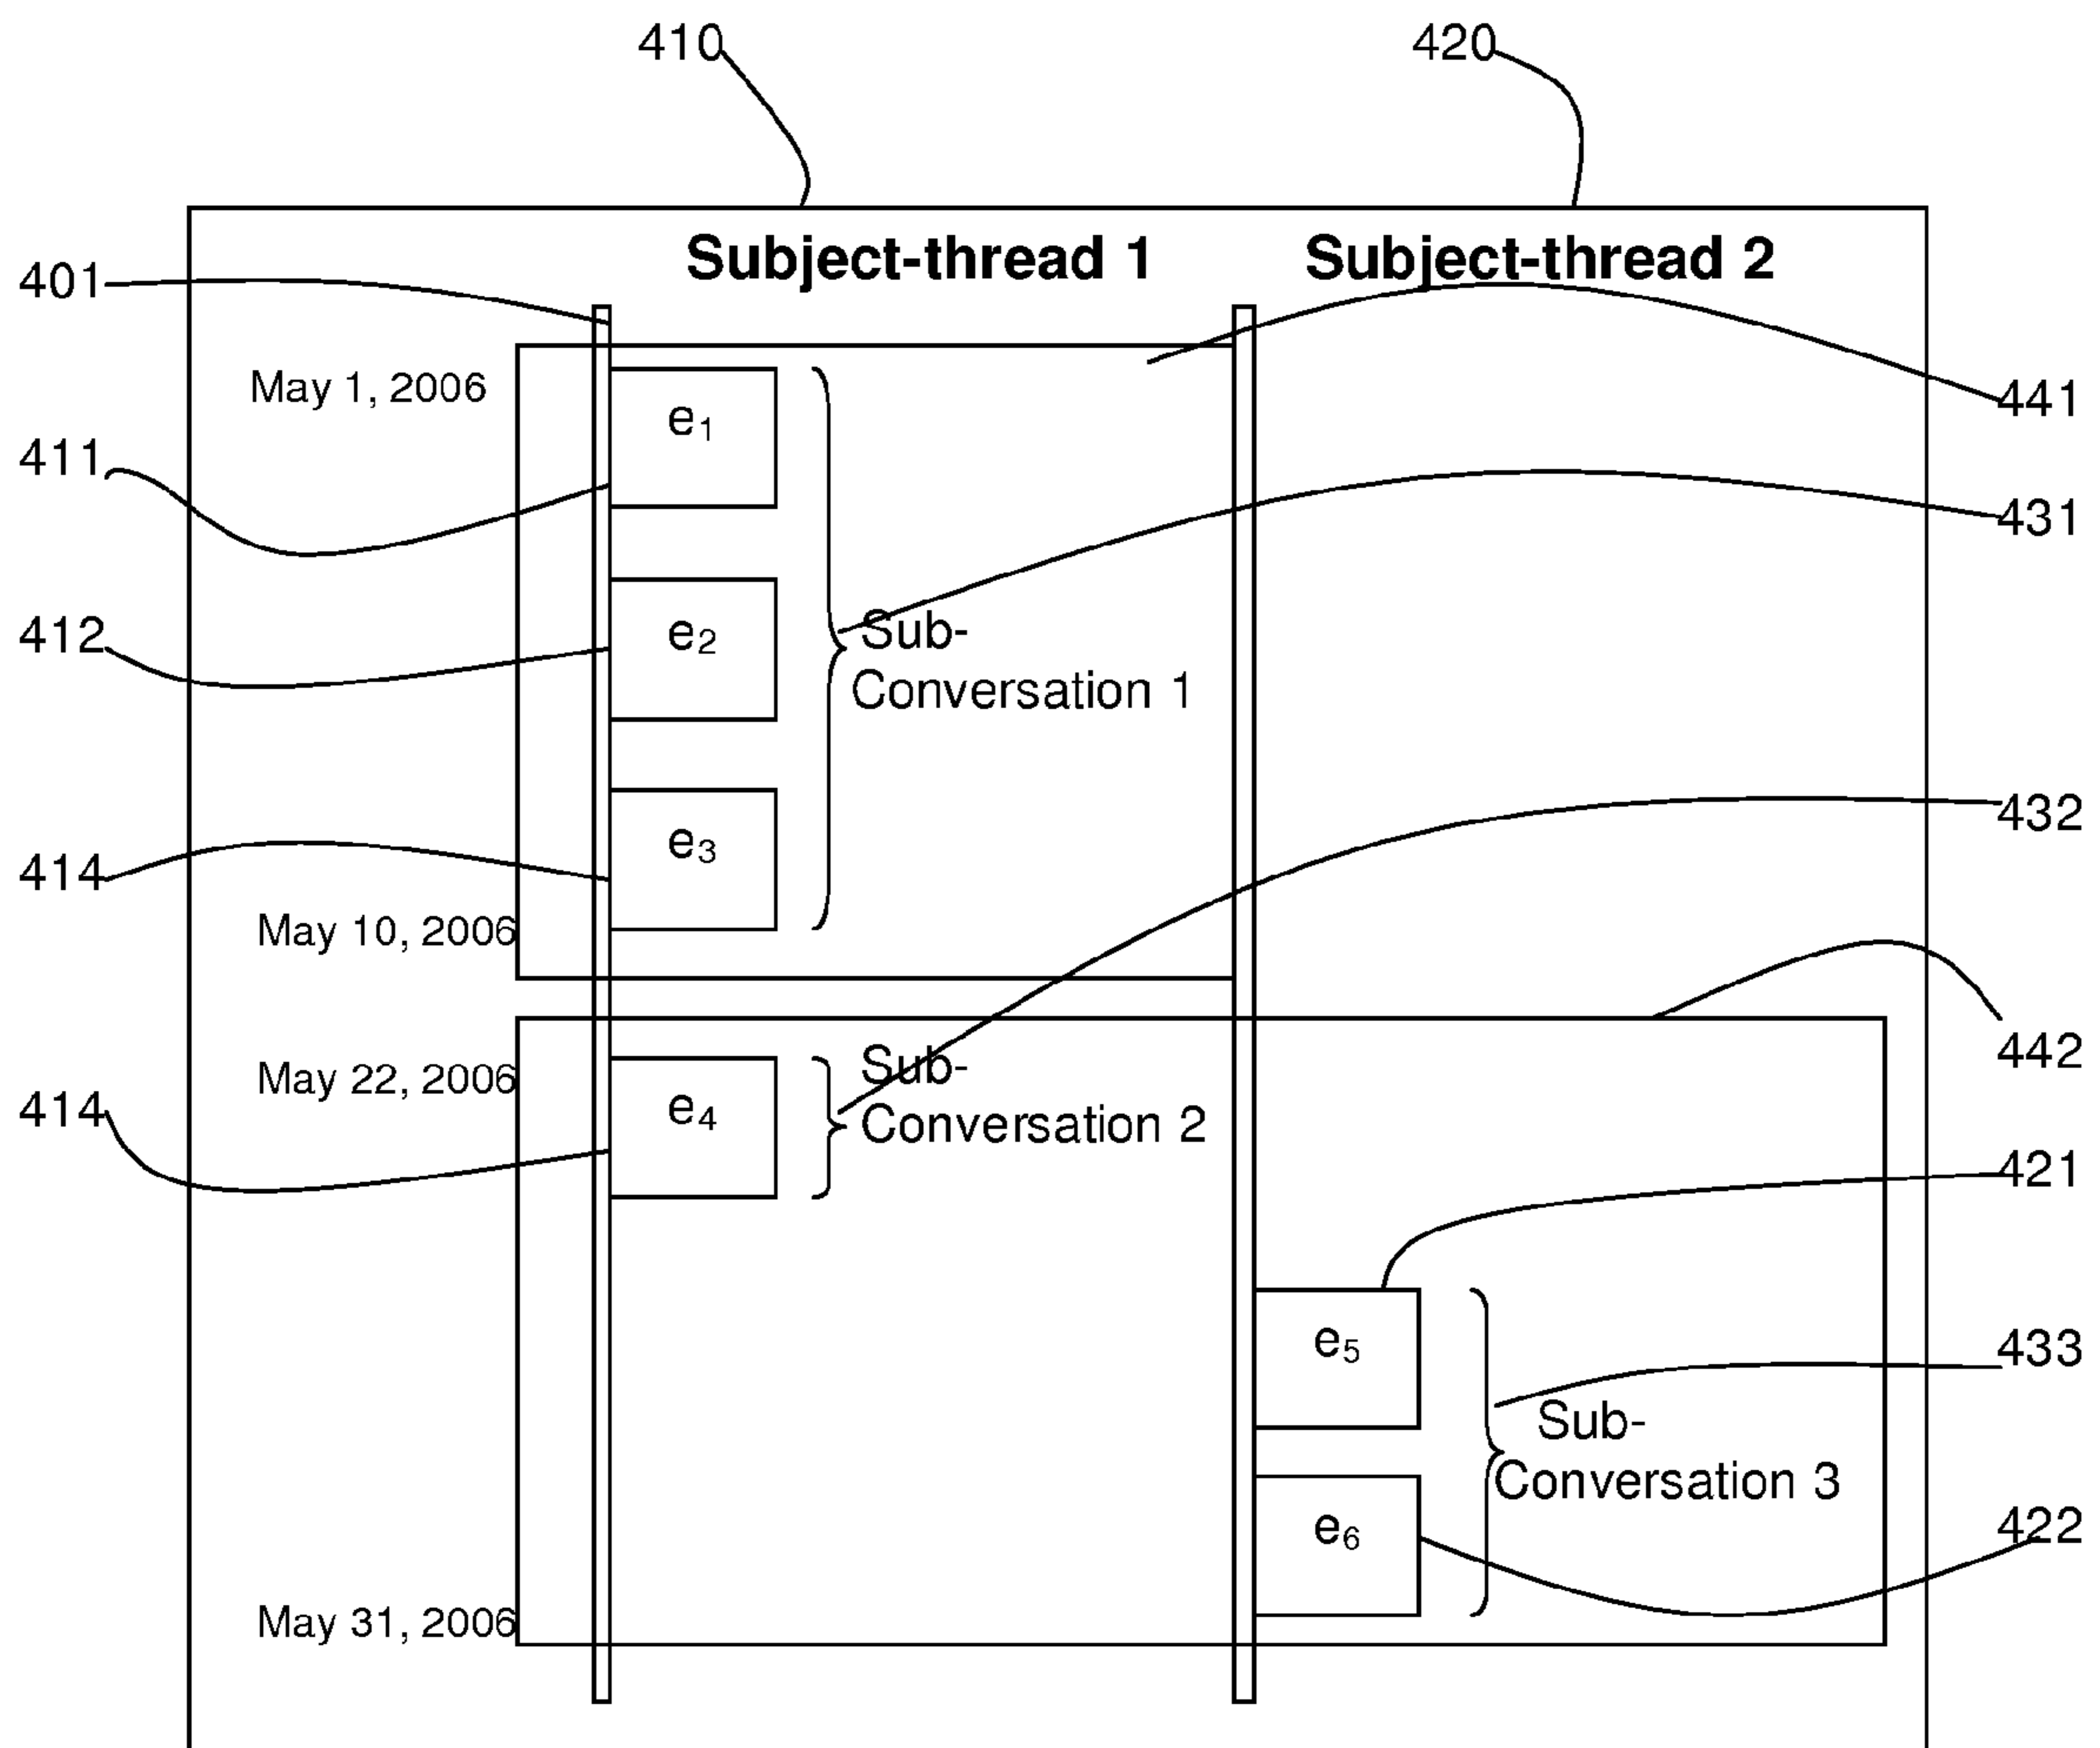 410
420
Subject-thread 1
Subject-thread 2
401
May 1, 2006
441
e1
411
431
412
e2
Sub-
Conversation 1
432
e3
414
May 10, 2006
442
Sub-
May 22, 2006
414
e4
Conversation 2
421
e5
433
Sub-
Conversation 3
e6
422
May 31, 2006